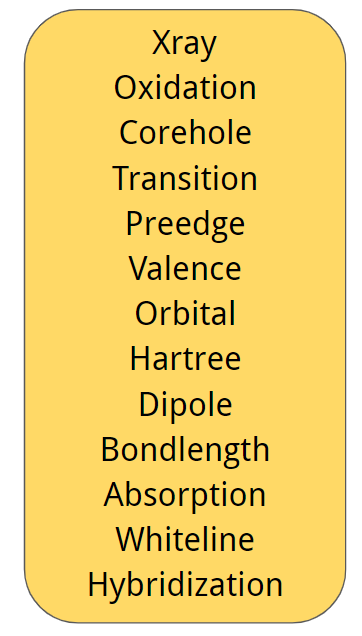 Xray
Oxidation
Corehole
Transition
Preedge
Valence
Orbital
Hartree
Dipole
Bondlength
Absorption
Whiteline
Hybridization